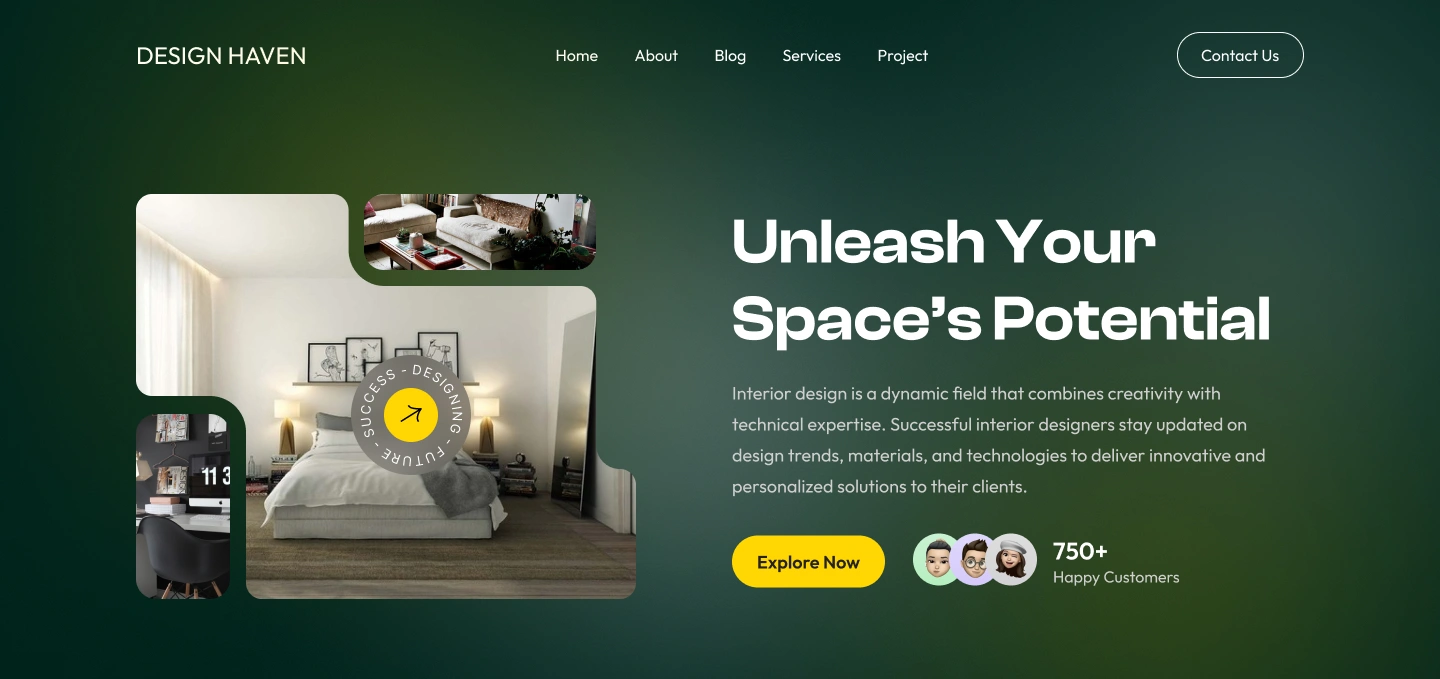 DESIGN HAVEN
Home About Blog Services Project
Contact Us
11 3
SUCCESS - DESIGNING - FUTURE -
Unleash Your
Space’s Potential
Interior design is a dynamic field that combines creativity with
technical expertise. Successful interior designers stay updated on
design trends, materials, and technologies to deliver innovative and
personalized solutions to their clients.
Explore Now
750+
Happy Customers